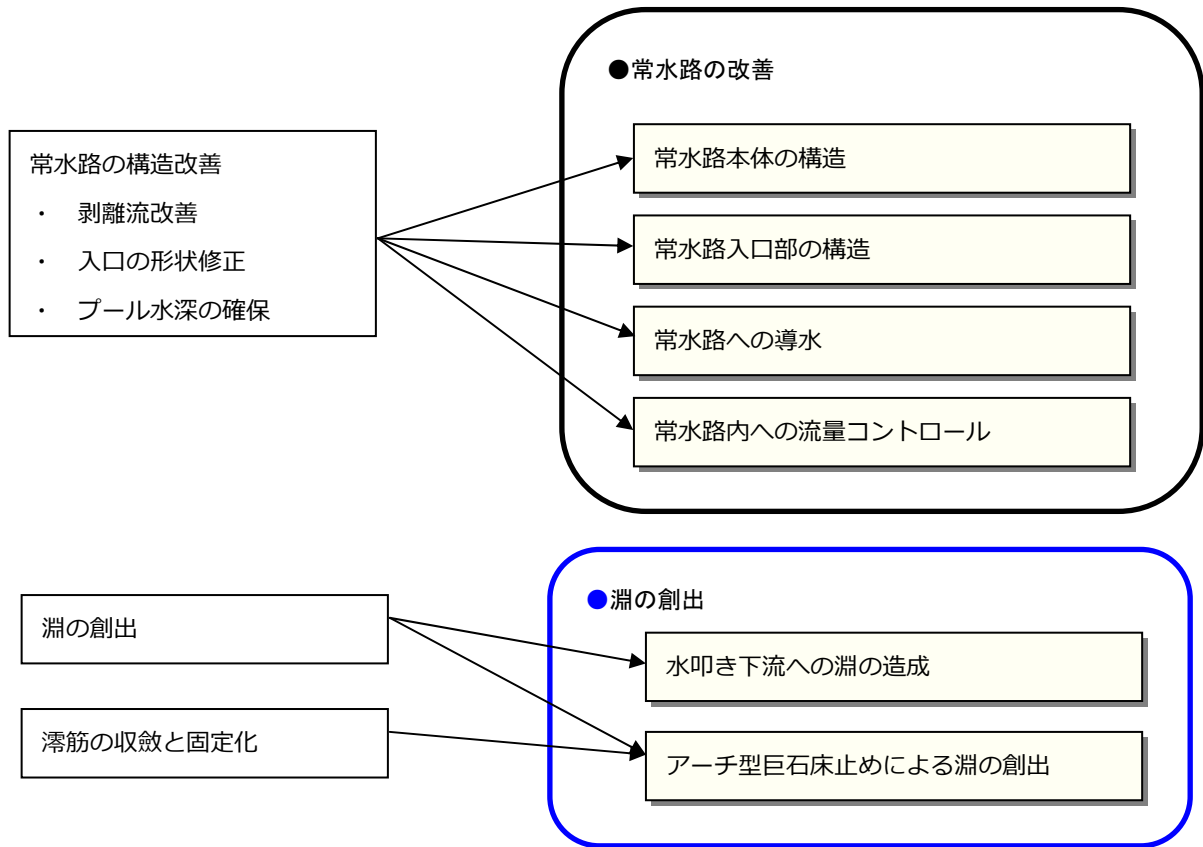 ●常水路の改善
常水路の構造改善
・ 剥離流改善
・ 入口の形状修正
・ プール水深の確保
常水路本体の構造
常水路入口部の構造
常水路への導水
常水路内への流量コントロール
●淵の創出
淵の創出
澪筋の収斂と固定化
水叩き下流への淵の造成
アーチ型巨石床止めによる淵の創出